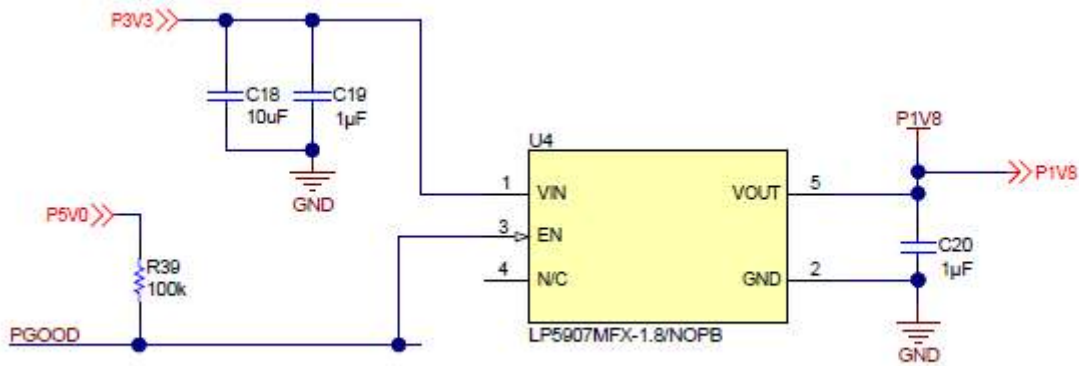 P3V3
C18
10uF
C19
1µF
GND
P5V0
R39
100k
PGOOD
U4
1
VIN
3
EN
4
N/C
VOUT
5
GND
2
LP5907MFX-1.8/NOPB
P1V8
P1V8
C20
1µF
GND